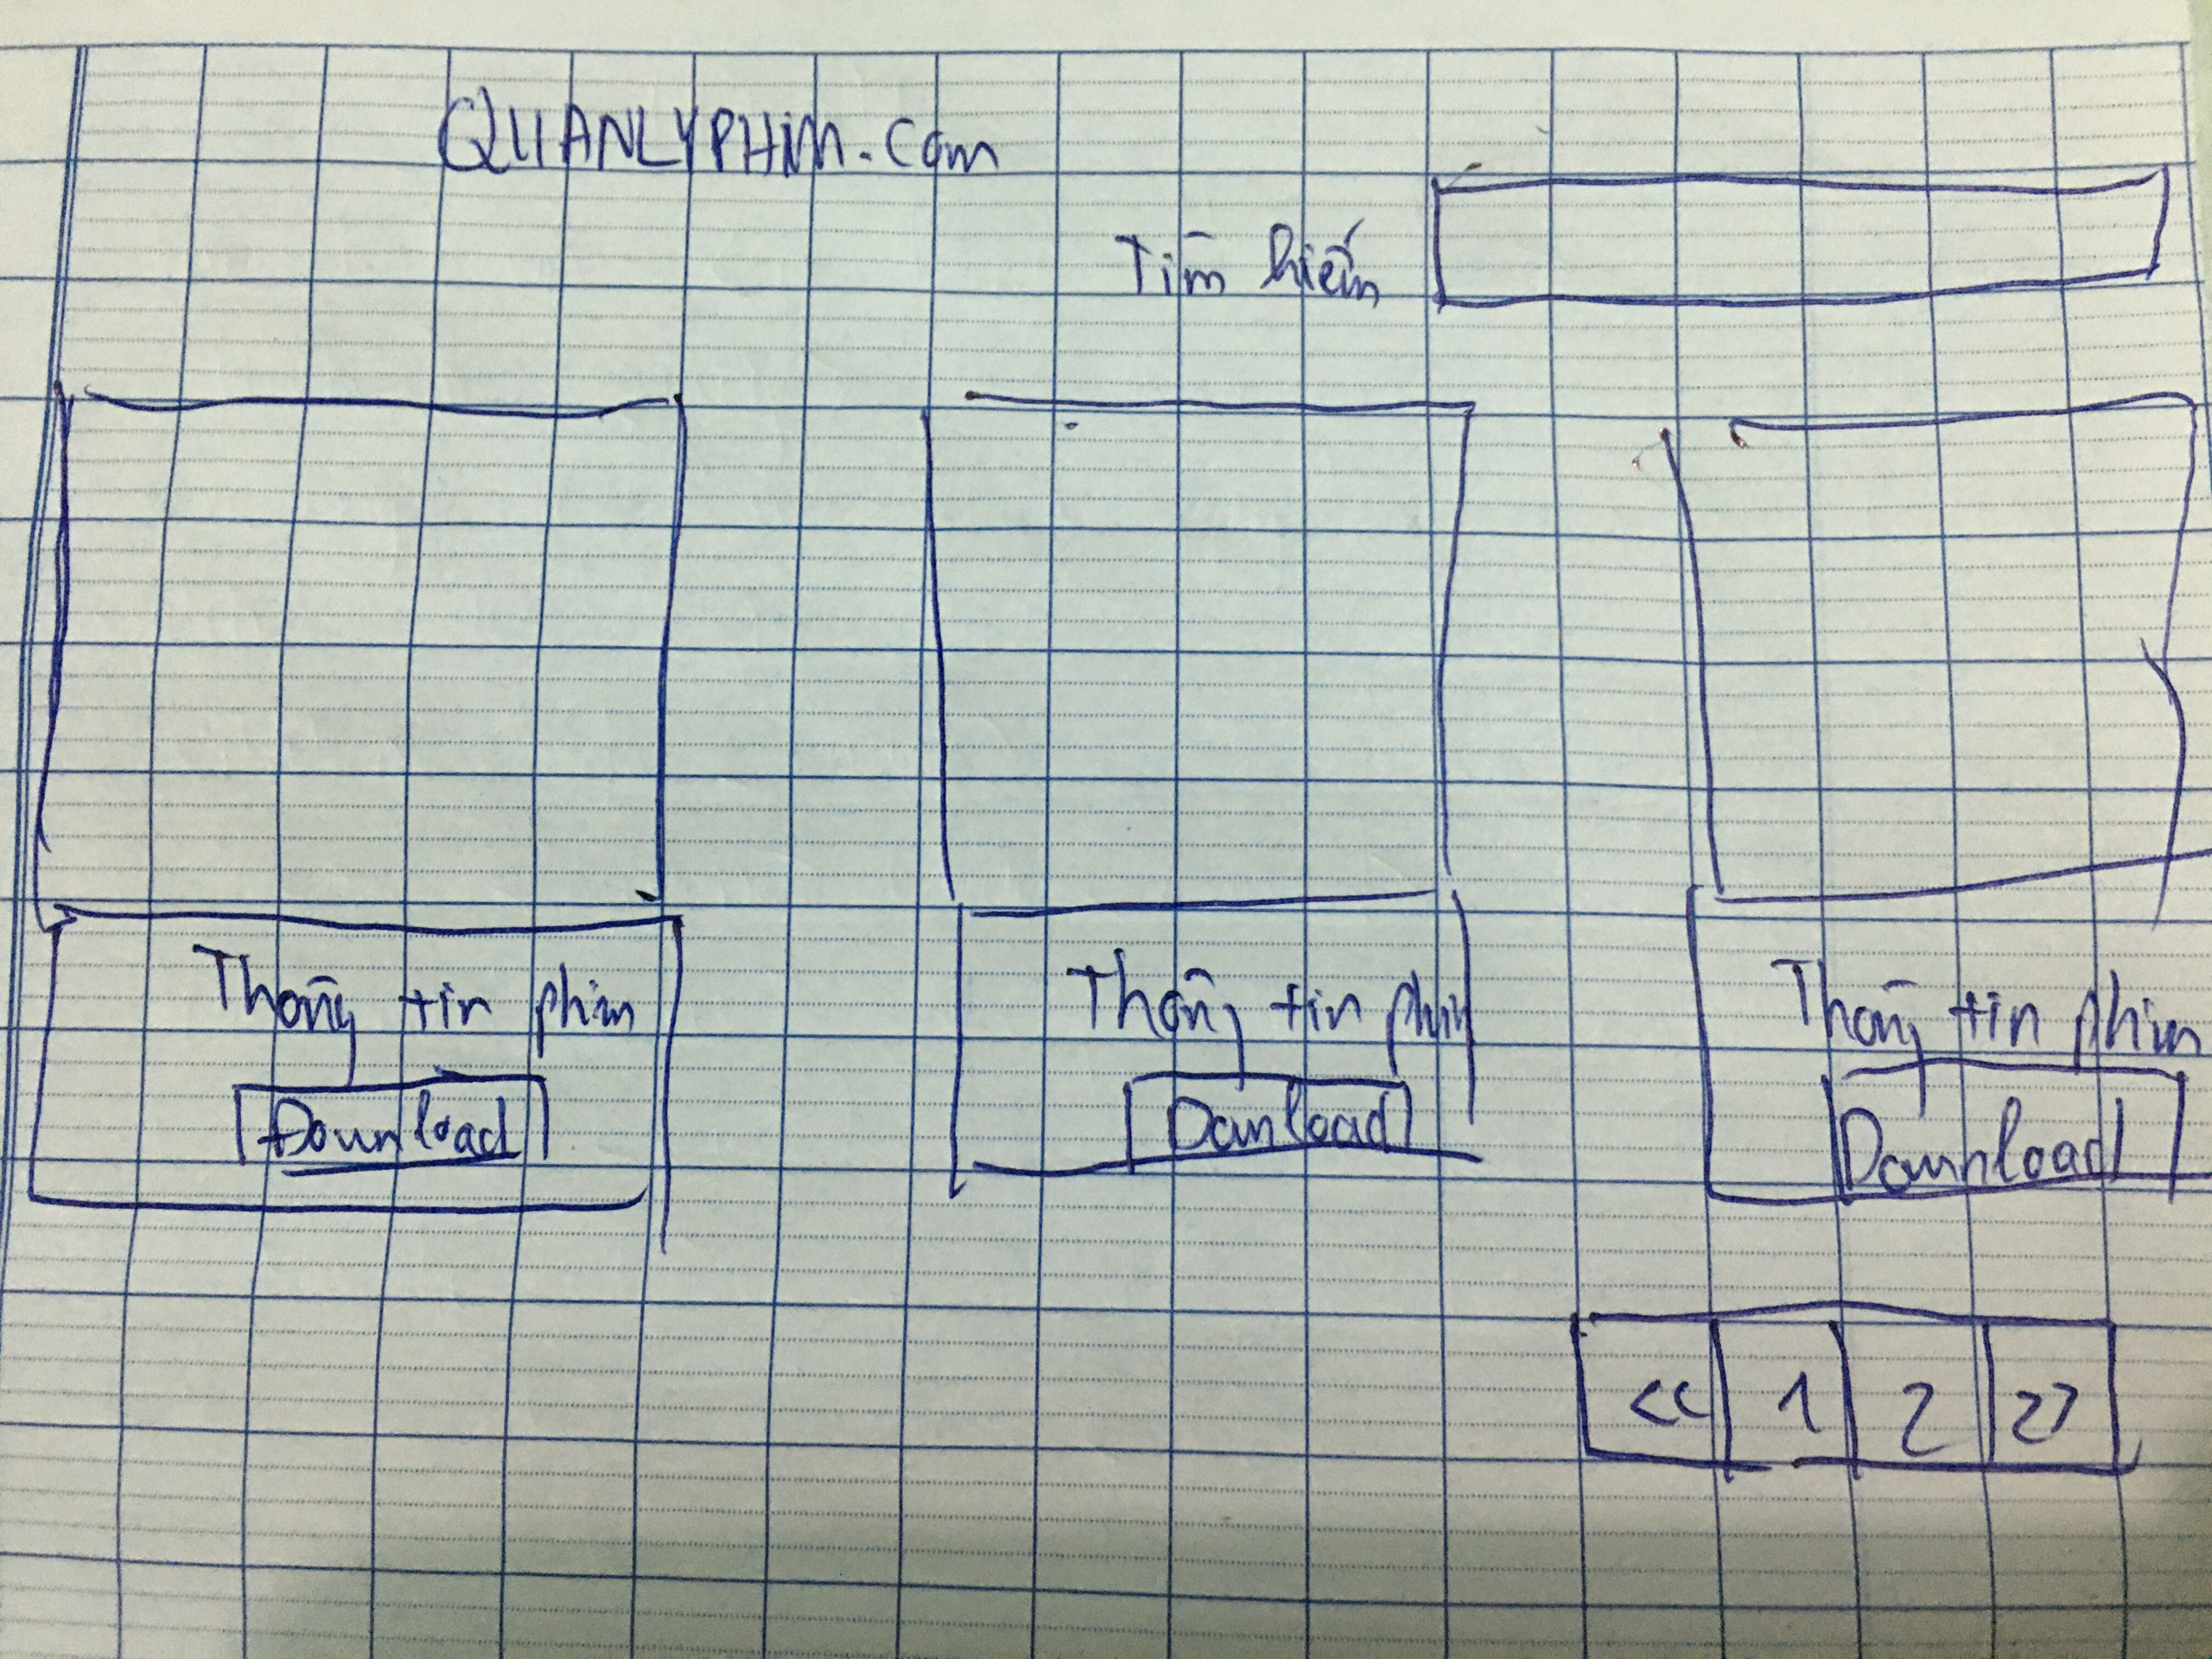 QUANLYPHIM.com
Tìm kiếm
Thông tin phim
Thông tin phim
Thông tin phim
Download
Download
Download
<< 1 2 >>